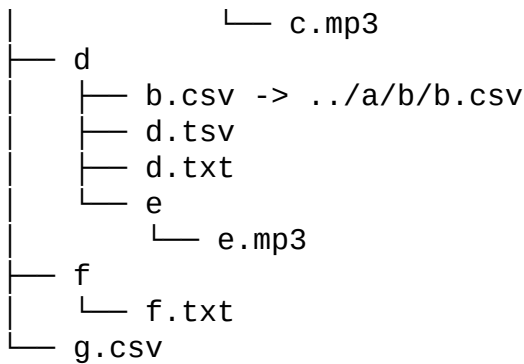 │           └── c.mp3
├── d
│   ├── b.csv -> ../a/b/b.csv
│   ├── d.tsv
│   ├── d.txt
│   └── e
│       └── e.mp3
├── f
│   └── f.txt
└── g.csv